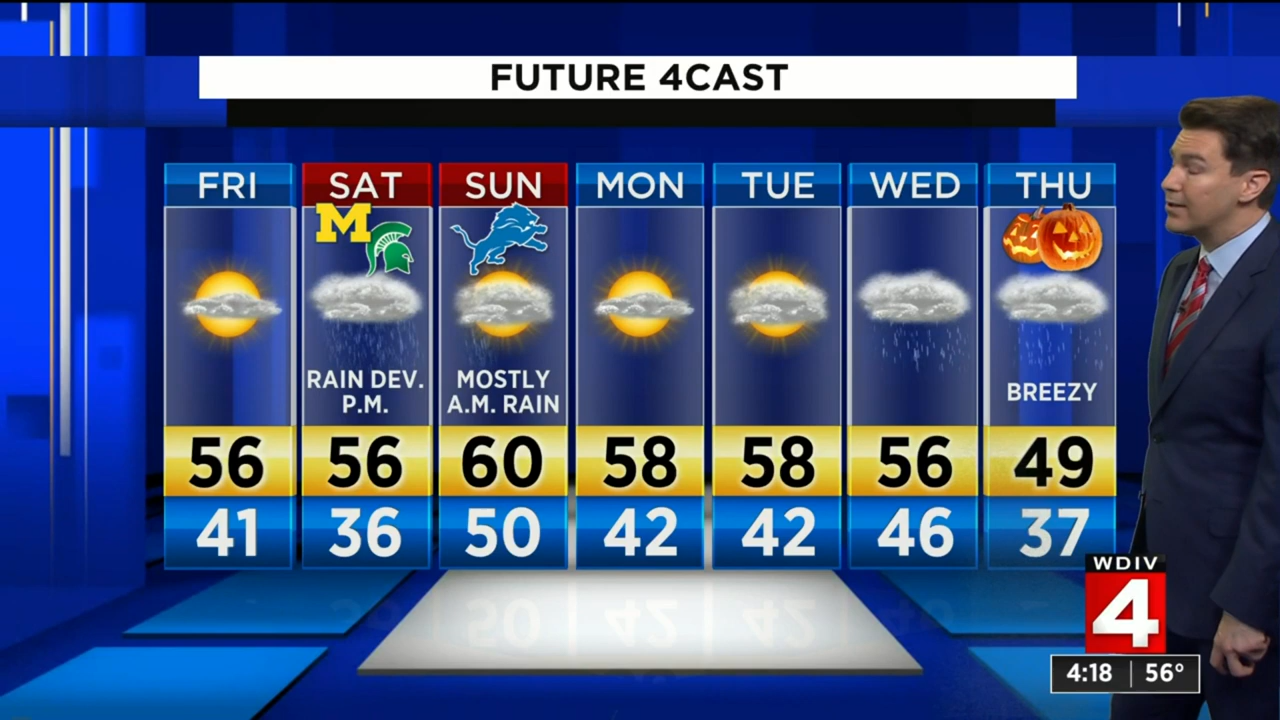 FUTURE 4CAST
FRI SAT SUN MON TUE WED THU
M
RAIN DEV.
P.M.
MOSTLY
A.M. RAIN
BREEZY
56 56 60 58 58 56 49
41 36 50 42 42 46 37
WDIV
4
4:18 | 56°